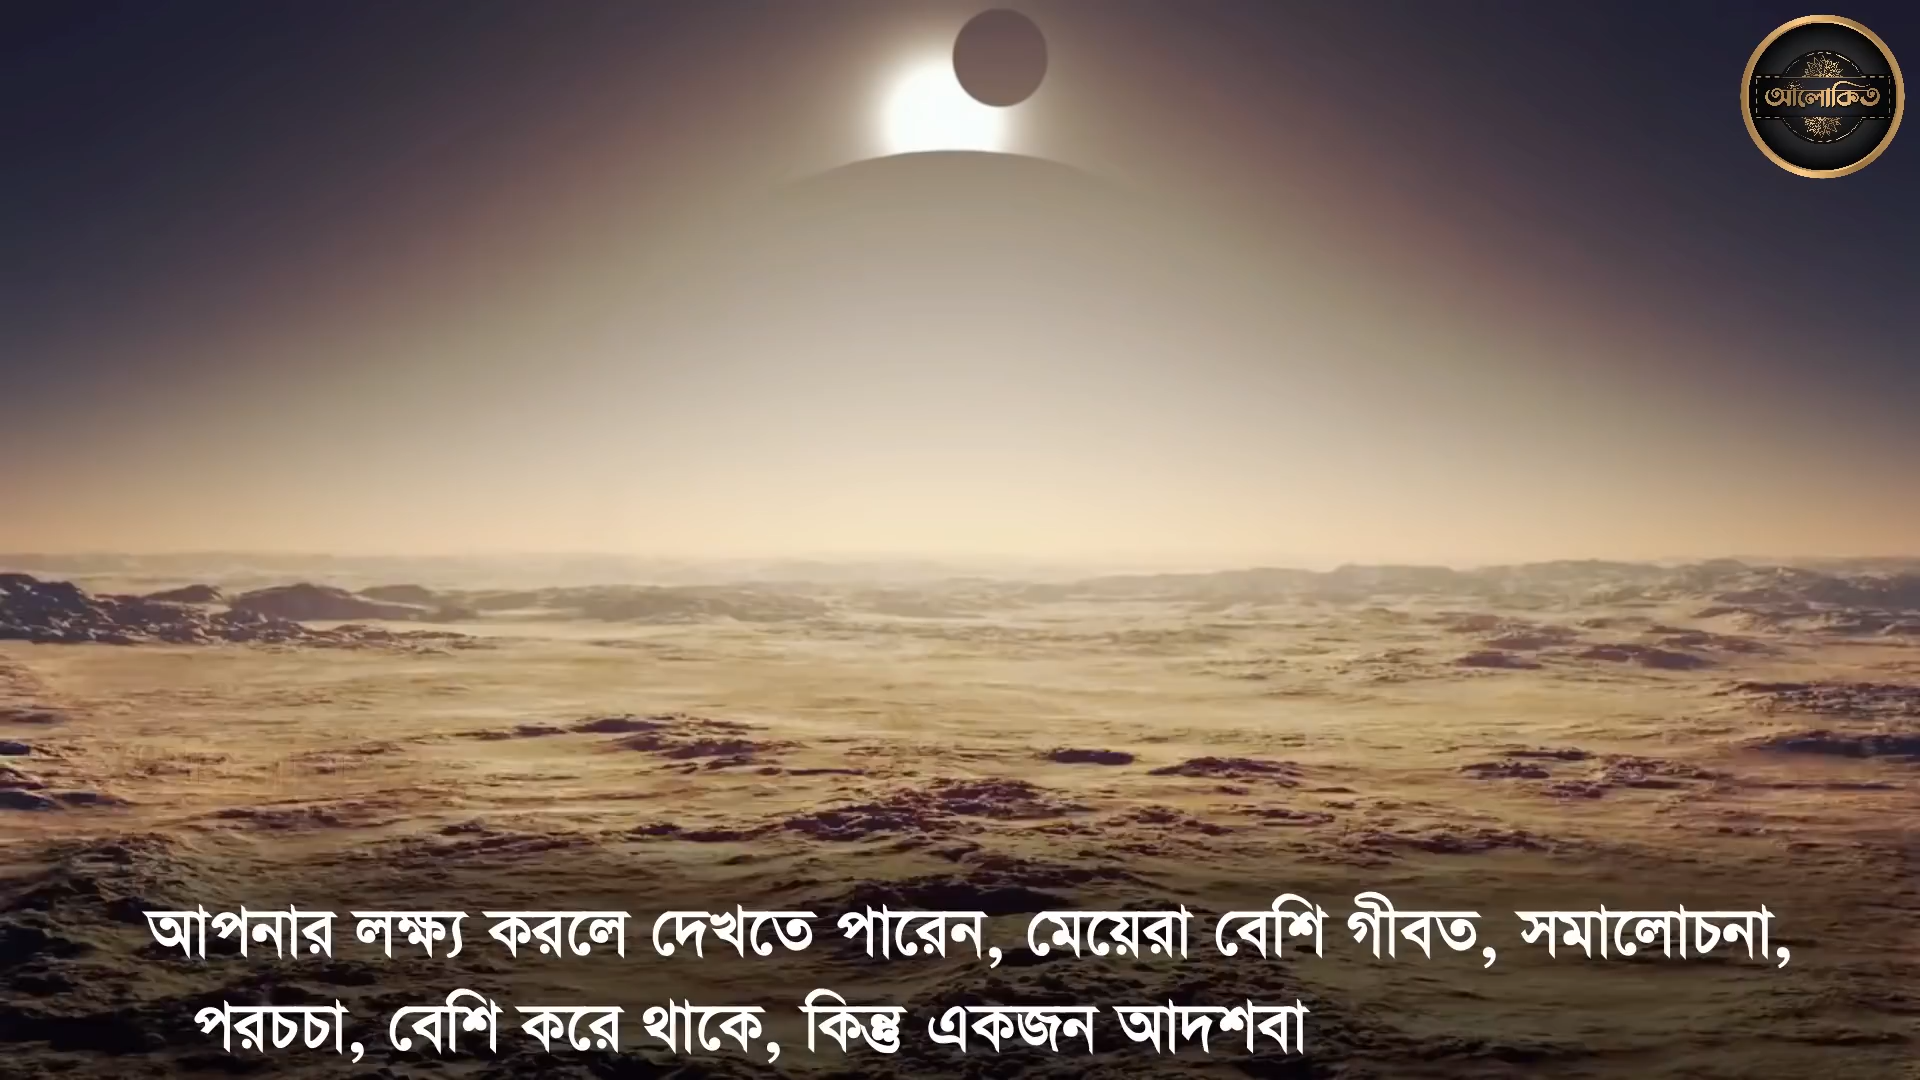 আলোকিত
আপনার লক্ষ্য করলে দেখতে পারেন, মেয়েরা বেশি গীবত, সমালোচনা,
পরচচা, বেশি করে থাকে, কিন্তু একজন আদশবা